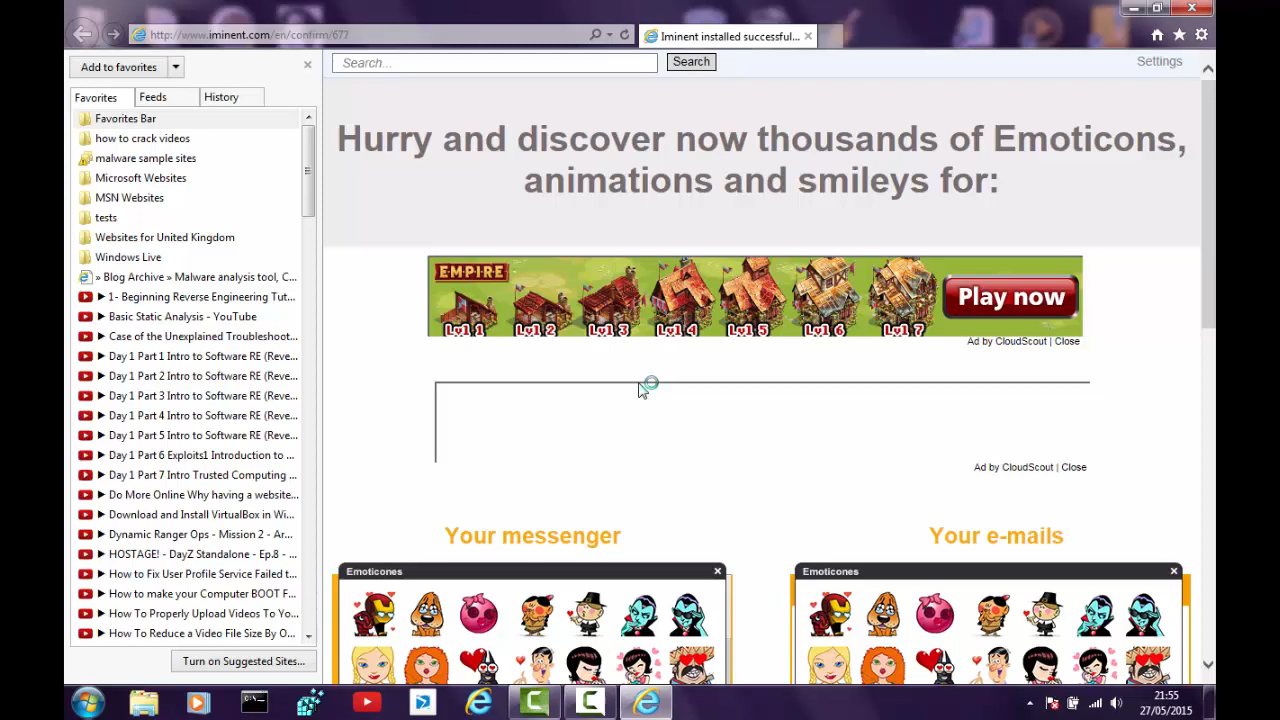 http://www.iminent.com/en/confirm/677
Iminent installed successful...
Add to favorites
Search...
Search
Settings
Favorites
Feeds
History
Favorites Bar
how to crack videos
malware sample sites
Microsoft Websites
MSN Websites
tests
Websites for United Kingdom
Windows Live
» Blog Archive » Malware analysis tool, C...
1- Beginning Reverse Engineering Tut...
Basic Static Analysis - YouTube
Case of the Unexplained Troubleshoot...
Day 1 Part 1 Intro to Software RE (Reve...
Day 1 Part 2 Intro to Software RE (Reve...
Day 1 Part 3 Intro to Software RE (Reve...
Day 1 Part 4 Intro to Software RE (Reve...
Day 1 Part 5 Intro to Software RE (Reve...
Day 1 Part 6 Exploits1 Introduction to ...
Day 1 Part 7 Intro Trusted Computing ...
Do More Online Why having a website...
Download and Install VirtualBox in Wi...
Dynamic Ranger Ops - Mission 2 - Ar...
HOSTAGE! - DayZ Standalone - Ep.8 - ...
How to Fix User Profile Service Failed t...
How to make your Computer BOOT F...
How To Properly Upload Videos To Yo...
How To Reduce a Video File Size By O...
Turn on Suggested Sites...
Hurry and discover now thousands of Emoticons,
animations and smileys for:
EMPIRE
Lvl 1 Lvl 2 Lvl 3 Lvl 4 Lvl 5 Lvl 6 Lvl 7
Play now
Ad by CloudScout | Close
Ad by CloudScout | Close
Your messenger
Your e-mails
Emoticones
Emoticones
21:55
27/05/2015